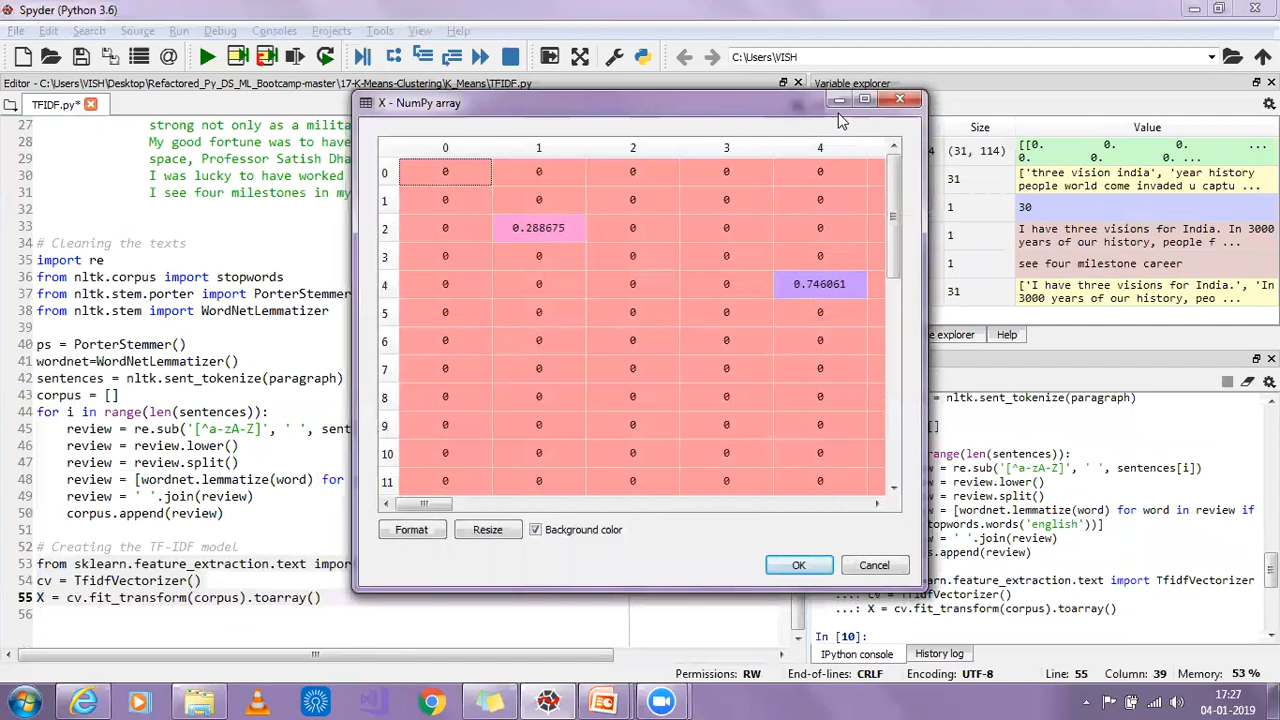 Spyder (Python 3.6)
File Edit Search Source Run Debug Consoles Projects Tools View Help
C:\Users\VISH
Editor - C:\Users\VISH\Desktop\Refactored_Py_DS_ML_Bootcamp-master\17-K-Means-Clustering\K_Means\TFIDF.py
Variable explorer
TFIDF.py*
27 strong not only as a milita
28 My good fortune was to have
29 space, Professor Satish Dha
30 I was lucky to have worked
31 I see four milestones in my
32
33
34 # Cleaning the texts
35 import re
36 from nltk.corpus import stopwords
37 from nltk.stem.porter import PorterStemmer
38 from nltk.stem import WordNetLemmatizer
39
40 ps = PorterStemmer()
41 wordnet=WordNetLemmatizer()
42 sentences = nltk.sent_tokenize(paragraph)
43 corpus = []
44 for i in range(len(sentences)):
45 review = re.sub('[^a-zA-Z]', ' ', sent
46 review = review.lower()
47 review = review.split()
48 review = [wordnet.lemmatize(word) for
49 review = ' '.join(review)
50 corpus.append(review)
51
52 # Creating the TF-IDF model
53 from sklearn.feature_extraction.text impor
54 cv = TfidfVectorizer()
55 X = cv.fit_transform(corpus).toarray()
56
X - NumPy array
0 1 2 3 4
0 0 0 0 0 0
1 0 0 0 0 0
2 0 0.288675 0 0 0
3 0 0 0 0 0
4 0 0 0 0 0.746061
5 0 0 0 0 0
6 0 0 0 0 0
7 0 0 0 0 0
8 0 0 0 0 0
9 0 0 0 0 0
10 0 0 0 0 0
11 0 0 0 0 0
Format Resize Background color
OK Cancel
Size Value
4 (31, 114) [[0. 0. 0. ...
0. 0. 0. ...
31 ['three vision india', 'year history
people world come invaded u captu ...
1 30
1 I have three visions for India. In 3000
years of our history, people f ...
1 see four milestone career
31 ['I have three visions for India.', 'In
3000 years of our history, peo ...
e explorer Help
= nltk.sent_tokenize(paragraph)
[]
range(len(sentences)):
= re.sub('[^a-zA-Z]', ' ', sentences[i])
= review.lower()
= review.split()
= [wordnet.lemmatize(word) for word in review if
topwords.words('english'))]
= ' '.join(review)
ppend(review)
earn.feature_extraction.text import TfidfVectorizer
...: cv = TfidfVectorizer()
...: X = cv.fit_transform(corpus).toarray()
In [10]:
IPython console History log
Permissions: RW End-of-lines: CRLF Encoding: UTF-8 Line: 55 Column: 39 Memory: 53 %
17:27
04-01-2019